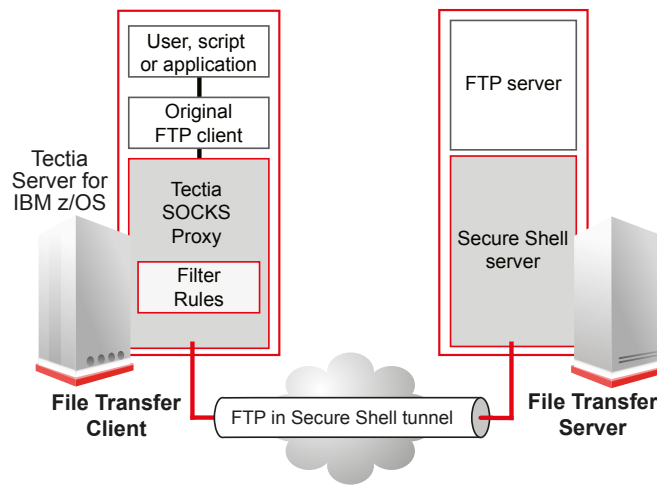 User, script
or application
Original
FTP client
Tectia
Server for
IBM z/OS
Tectia
SOCKS
Proxy
Filter
Rules
File Transfer
Client
FTP in Secure Shell tunnel
FTP server
Secure Shell
server
File Transfer
Server